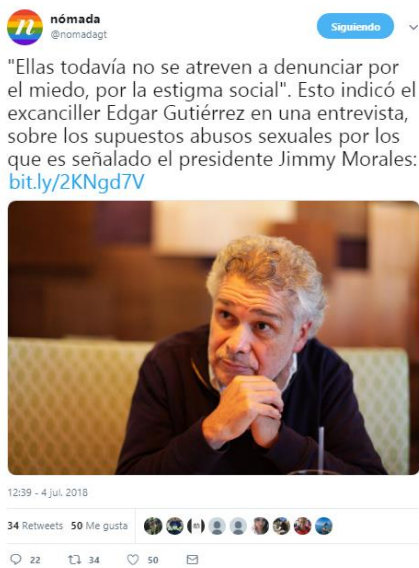 nómada
@nomadagt
Siguiendo
"Ellas todavía no se atreven a denunciar por
el miedo, por la estigma social". Esto indicó el
excanciller Edgar Gutiérrez en una entrevista,
sobre los supuestos abusos sexuales por los
que es señalado el presidente Jimmy Morales:
bit.ly/2KNgd7V
12:39 - 4 jul. 2018
34 Retweets 50 Me gusta
22 34 50